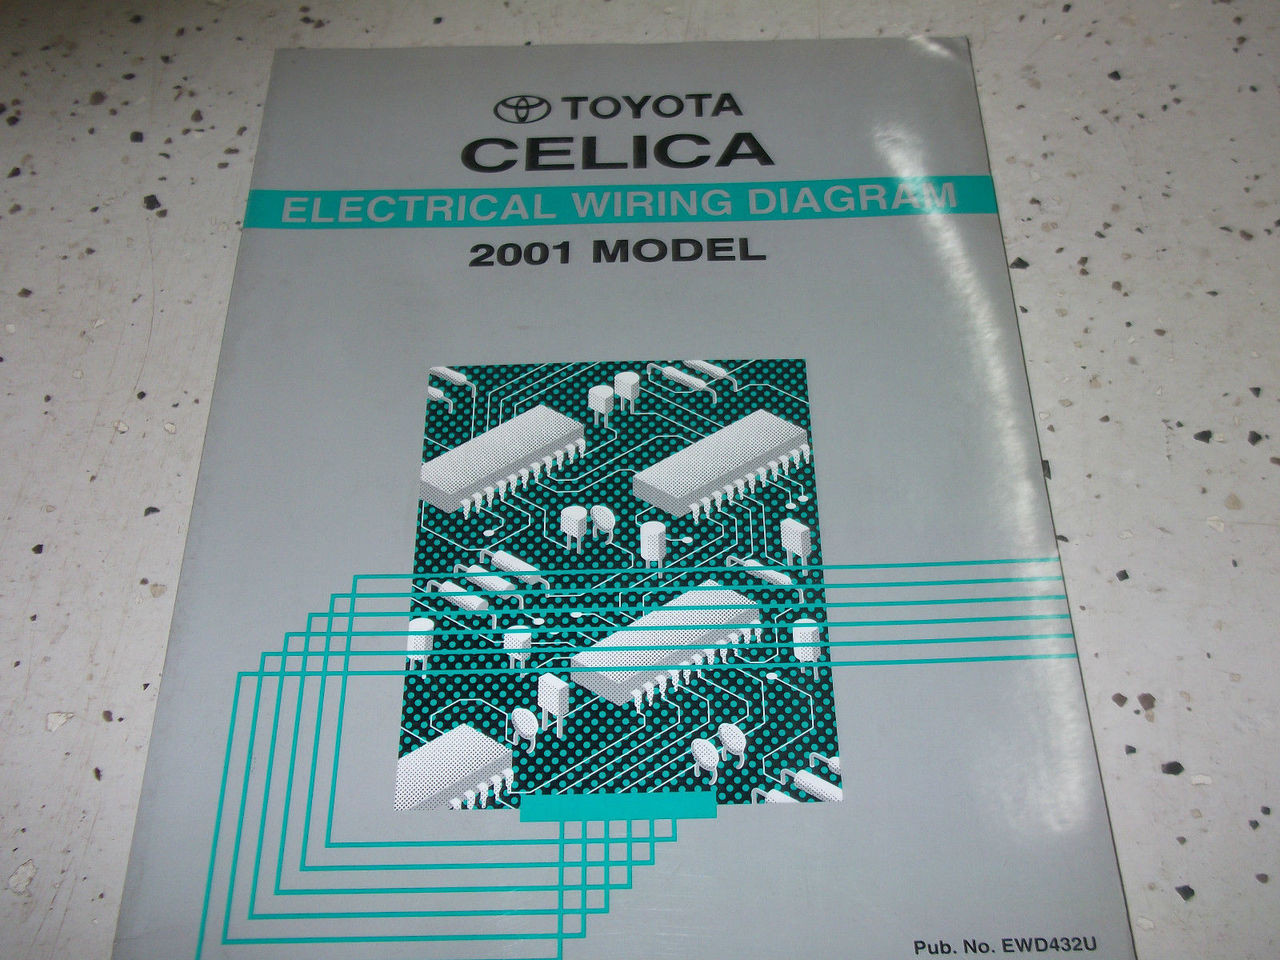 TOYOTA
CELICA
ELECTRICAL WIRING DIAGRAM
2001 MODEL
Pub. No. EWD432U